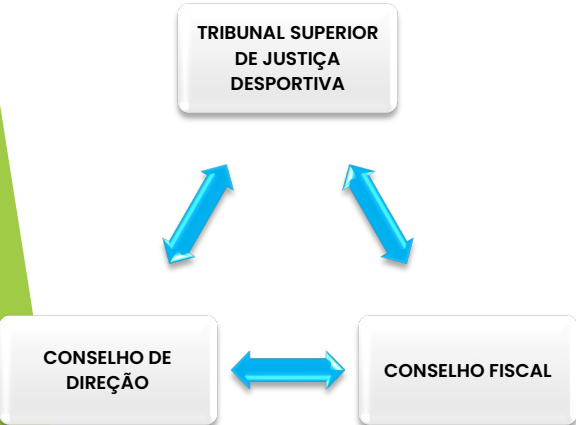 TRIBUNAL SUPERIOR
DE JUSTIÇA
DESPORTIVA
CONSELHO DE
DIREÇÃO
CONSELHO FISCAL